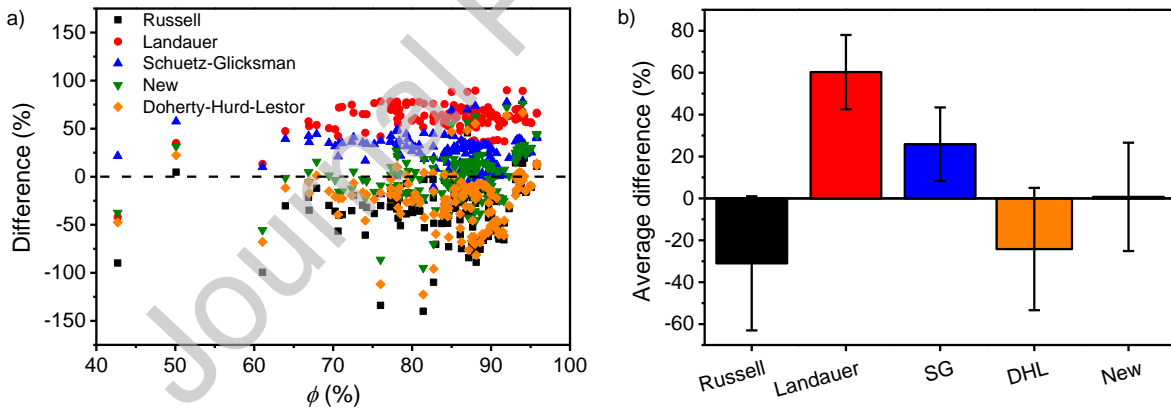 a)
Russell
Landauer
Schuetz-Glicksman
New
Doherty-Hurd-Lestor
Difference (%)
150
100
50
0
-50
-100
-150
40 50 60 70 80 90 100
ϕ (%)
Journal P
b)
Average difference (%)
80
60
40
20
0
-20
-40
-60
Russell Landauer SG DHL New